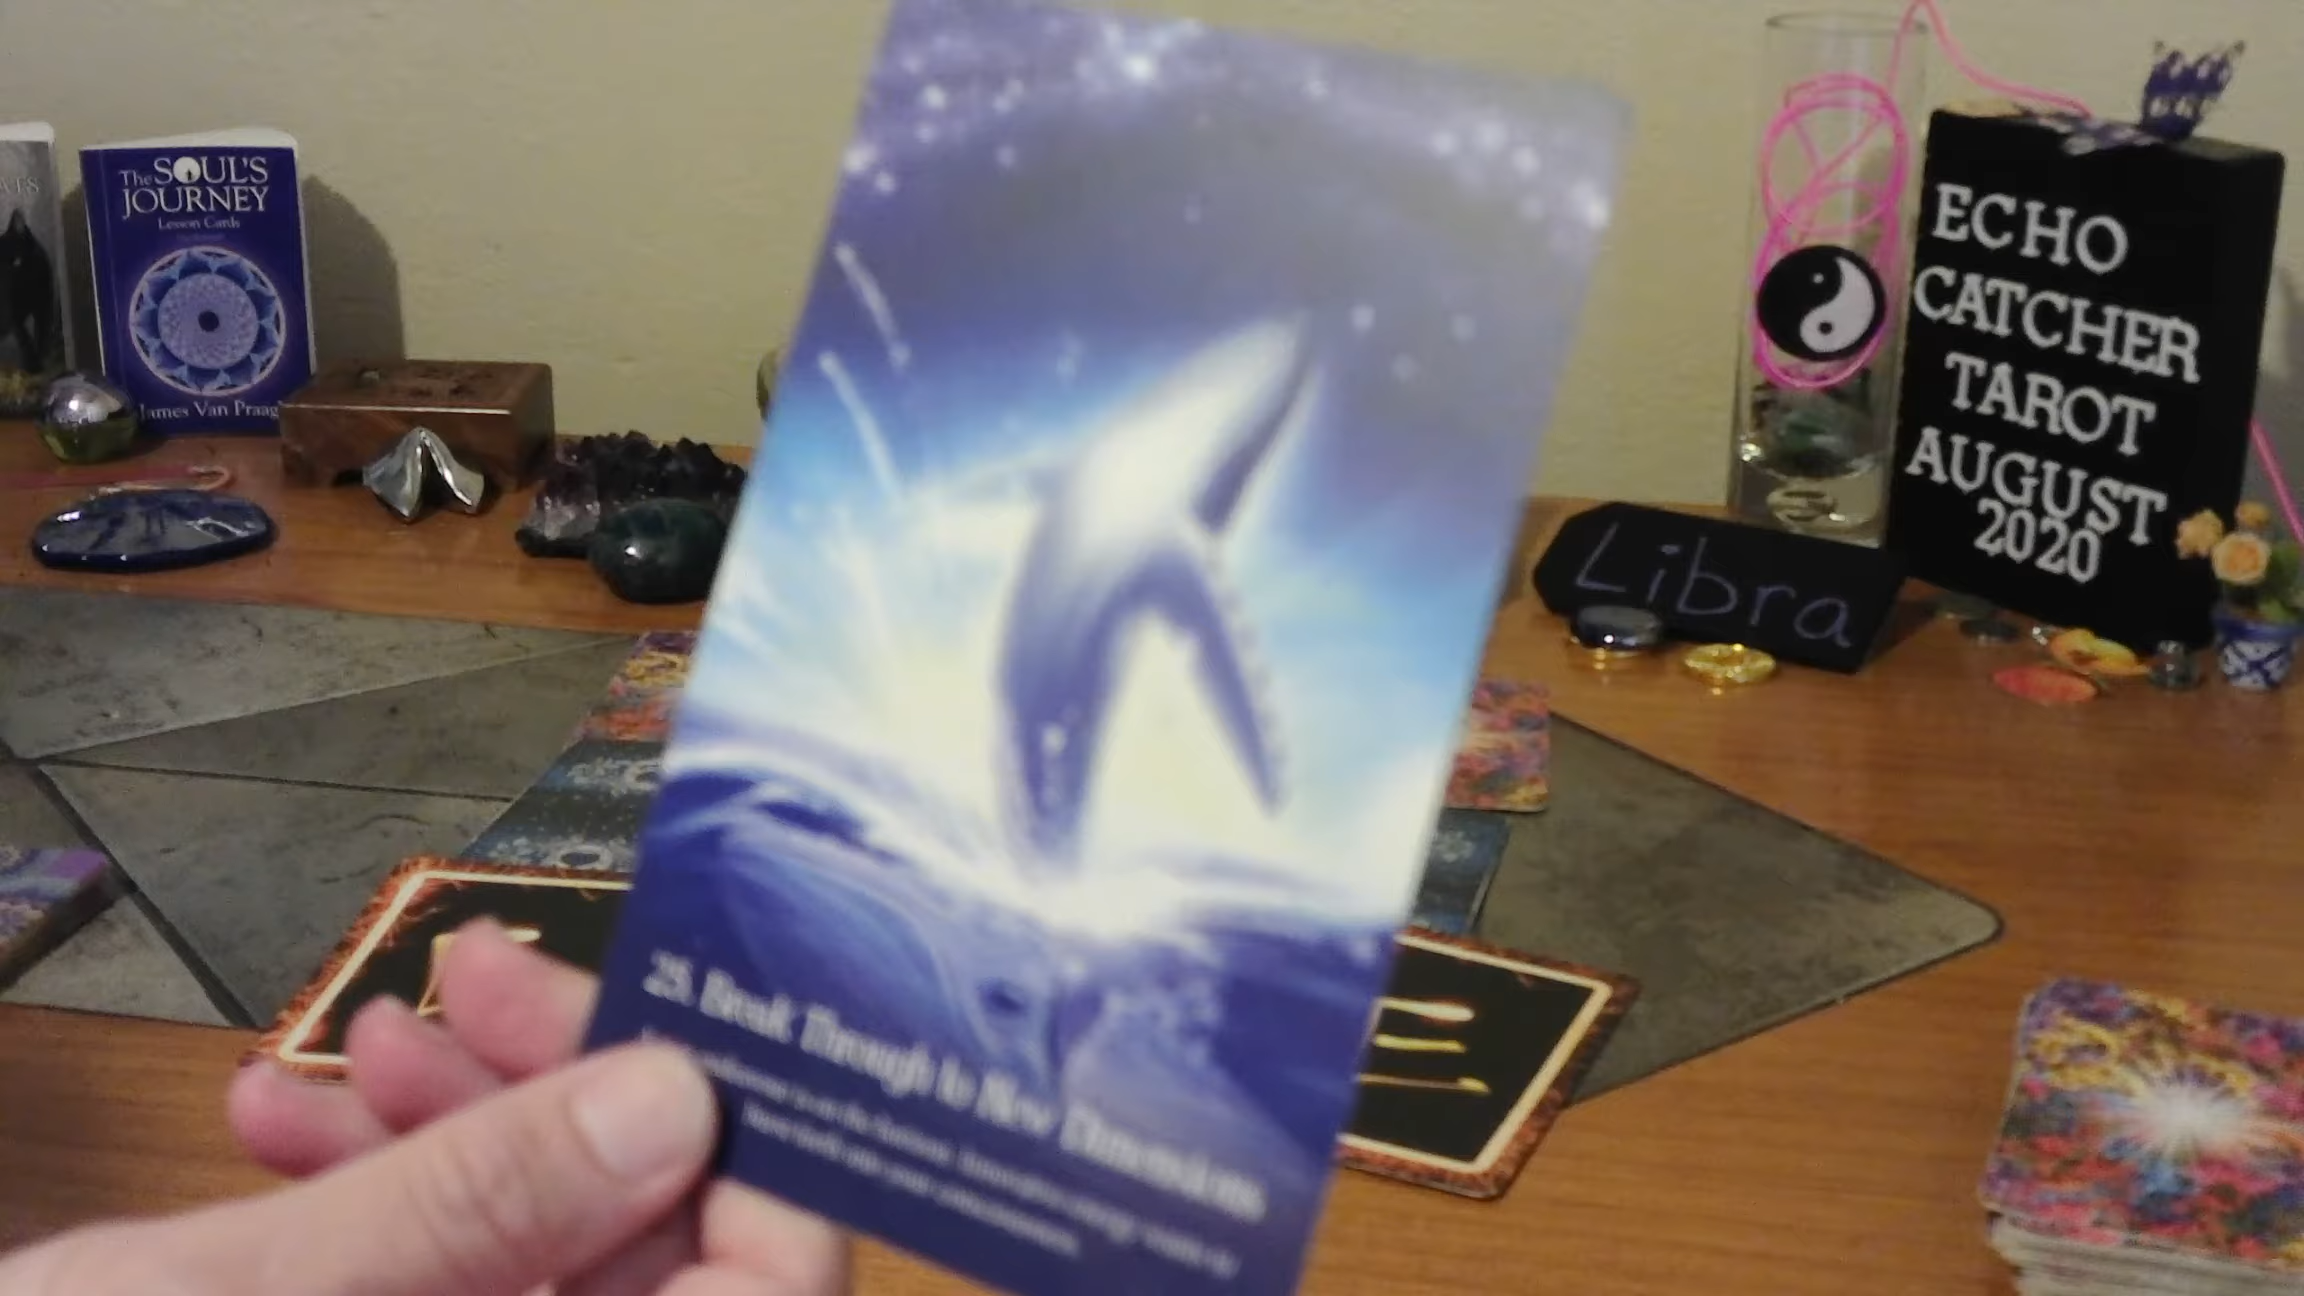 The SOUL'S
JOURNEY
Lesson Cards
James Van Praag
ECHO
CATCHER
TAROT
AUGUST
2020
Libra
25. Break Through to New Dimensions